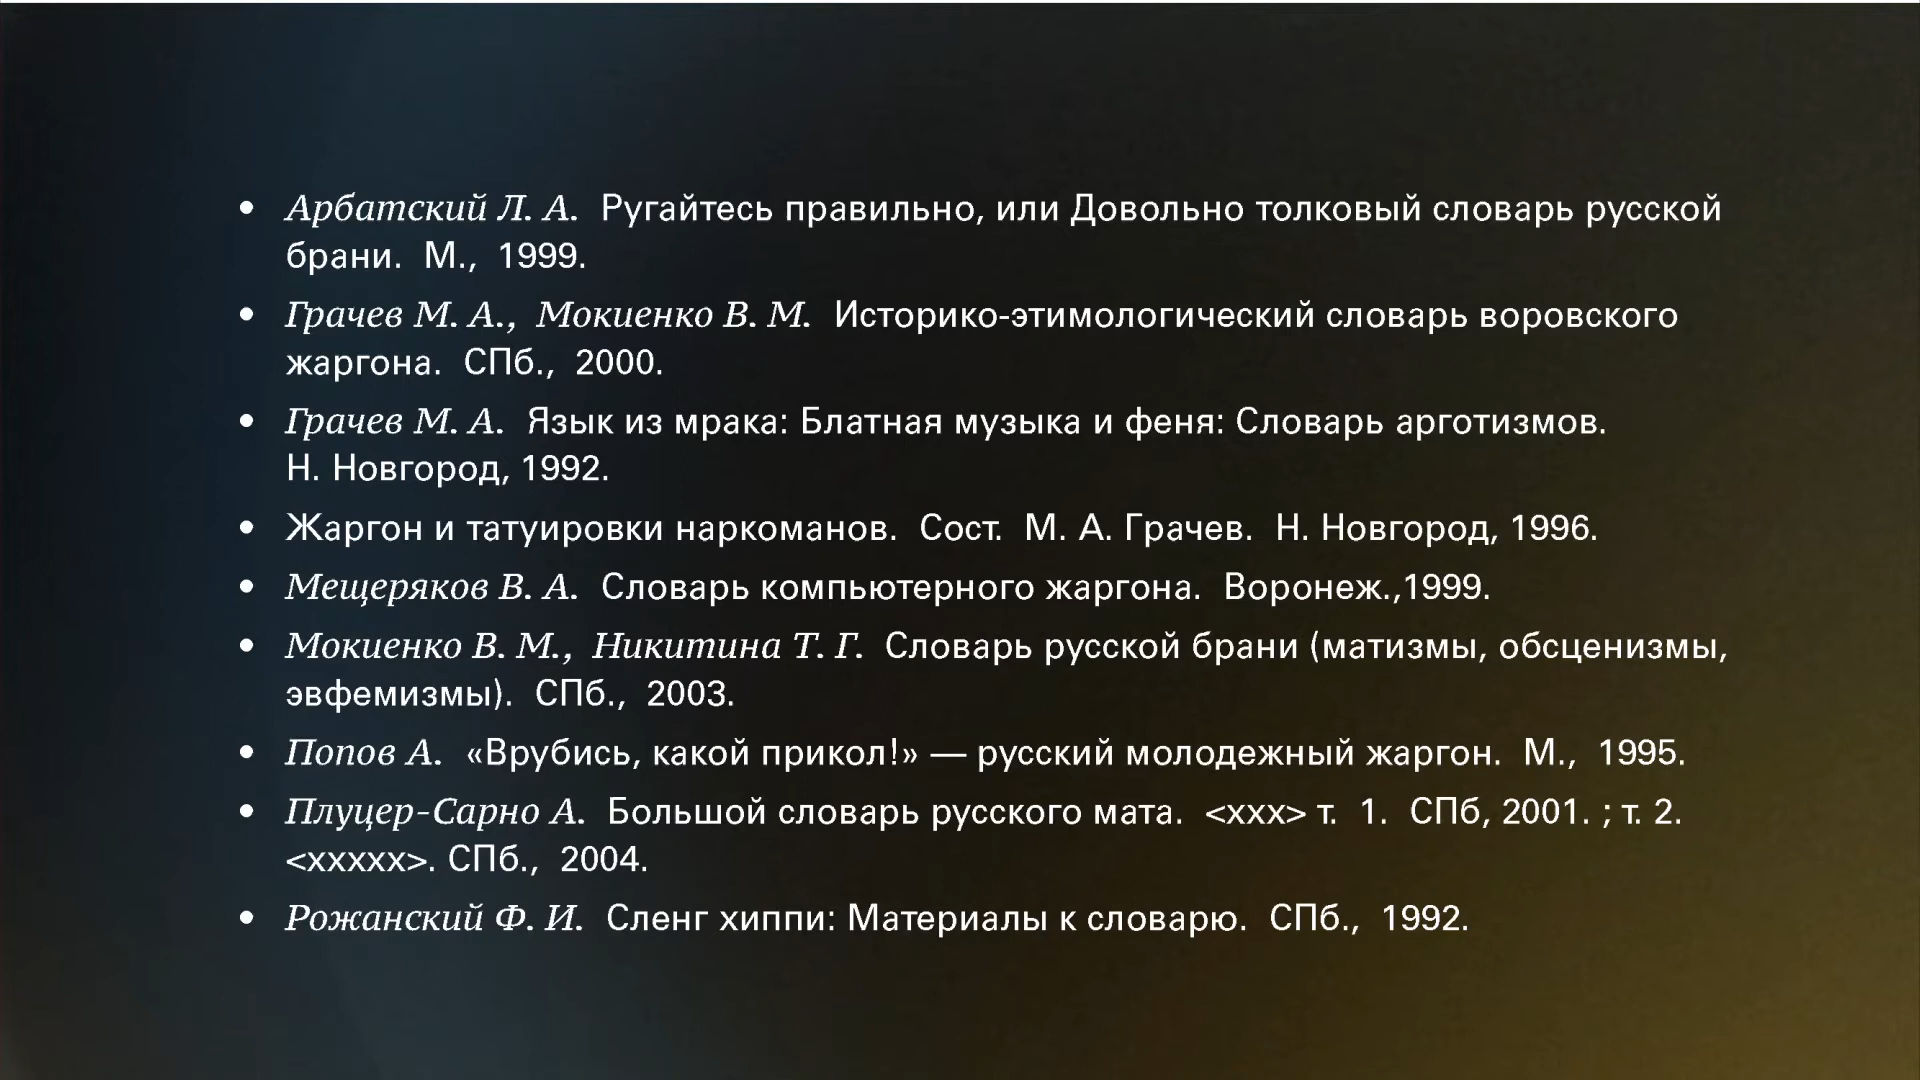 • Арбатский Л. А. Ругайтесь правильно, или Довольно толковый словарь русской
брани. М., 1999.
• Грачев М. А., Мокиенко В. М. Историко-этимологический словарь воровского
жаргона. СПб., 2000.
• Грачев М. А. Язык из мрака: Блатная музыка и феня: Словарь арготизмов.
Н. Новгород, 1992.
• Жаргон и татуировки наркоманов. Сост. М. А. Грачев. Н. Новгород, 1996.
• Мещеряков В. А. Словарь компьютерного жаргона. Воронеж.,1999.
• Мокиенко В. М., Никитина Т. Г. Словарь русской брани (матизмы, обсценизмы,
эвфемизмы). СПб., 2003.
• Попов А. «Врубись, какой прикол!» — русский молодежный жаргон. М., 1995.
• Плуцер-Сарно А. Большой словарь русского мата. <ххх> т. 1. СПб, 2001. ; т. 2.
<ххххх>. СПб., 2004.
• Рожанский Ф. И. Сленг хиппи: Материалы к словарю. СПб., 1992.